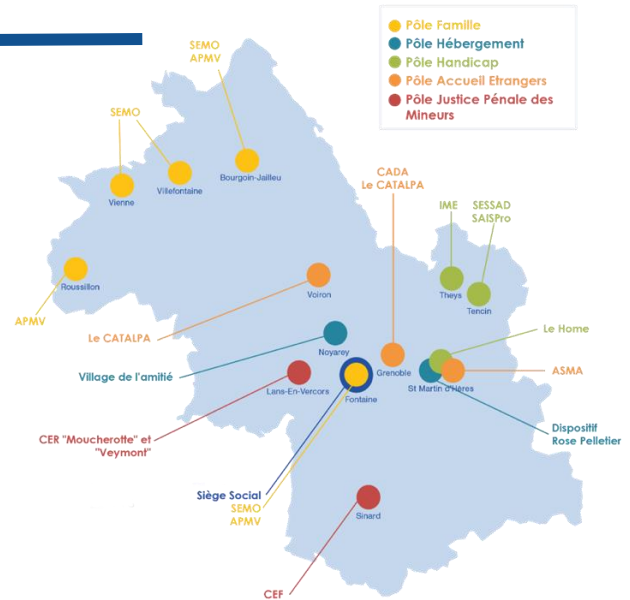 Pôle Famille
Pôle Hébergement
Pôle Handicap
Pôle Accueil Etrangers
Pôle Justice Pénale des
Mineurs
SEMO
APMV
SEMO
Bourgoin-Jailleu
Villefontaine
Vienne
CADA
Le CATALPA
IME
SESSAD
SAISPro
Roussillon
APMV
Voiron
Theys
Tencin
Le CATALPA
Le Home
Noyarey
Village de l'amitié
Grenoble
ASMA
St Martin d'Hères
Lans-En-Vercors
Fontaine
Dispositif
Rose Pelletier
CER "Moucherotte" et
"Veymont"
Siège Social
SEMO
APMV
Sinard
CEF